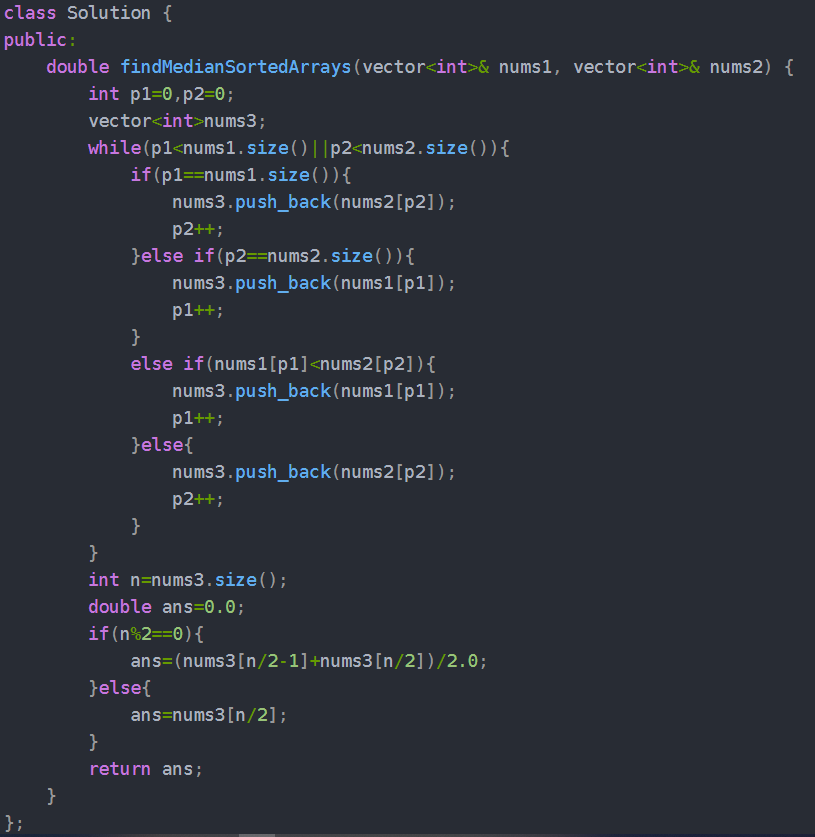 class Solution {
public:
    double findMedianSortedArrays(vector<int>& nums1, vector<int>& nums2) {
        int p1=0,p2=0;
        vector<int>nums3;
        while(p1<nums1.size()||p2<nums2.size()){
            if(p1==nums1.size()){
                nums3.push_back(nums2[p2]);
                p2++;
            }else if(p2==nums2.size()){
                nums3.push_back(nums1[p1]);
                p1++;
            }
            else if(nums1[p1]<nums2[p2]){
                nums3.push_back(nums1[p1]);
                p1++;
            }else{
                nums3.push_back(nums2[p2]);
                p2++;
            }
        }
        int n=nums3.size();
        double ans=0.0;
        if(n%2==0){
            ans=(nums3[n/2-1]+nums3[n/2])/2.0;
        }else{
            ans=nums3[n/2];
        }
        return ans;
    }
};